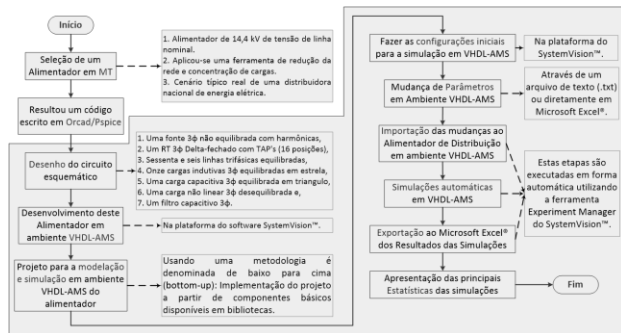 Início
Seleção de um
Alimentador em MT
1. Alimentador de 14,4 kV de tensão de linha
nominal.
2. Aplicou-se uma ferramenta de redução da
rede e concentração de cargas.
3. Cenário típico real de uma distribuidora
nacional de energia elétrica.
Resultou um código
escrito em Orcad/Pspice
Desenho do circuito
esquemático
1. Uma fonte 3ϕ não equilibrada com harmônicas,
2. Um RT 3ϕ Delta-fechado com TAP's (16 posições),
3. Sessenta e seis linhas trifásicas equilibradas,
4. Onze cargas indutivas 3ϕ equilibradas em estrela,
5. Uma carga capacitiva 3ϕ equilibrada em triangulo,
6. Uma carga não linear 3ϕ desequilibrada e,
7. Um filtro capacitivo 3ϕ.
Desenvolvimento deste
Alimentador em
ambiente VHDL-AMS
Na plataforma do software SystemVision™.
Projeto para a modelação
e simulação em ambiente
VHDL-AMS do
alimentador
Usando uma metodologia é
denominada de baixo para cima
(bottom-up): Implementação do projeto
a partir de componentes básicos
disponíveis em bibliotecas.
Fazer as configurações iniciais
para a simulação em VHDL-AMS
Na plataforma do
SystemVision™.
Mudança de Parâmetros
em Ambiente VHDL-AMS
Através de um
arquivo de texto (.txt)
ou diretamente em
Microsoft Excel®.
Importação das mudanças ao
Alimentador de Distribuição
em ambiente VHDL-AMS
Simulações automáticas
em VHDL-AMS
Estas etapas são
executadas em forma
automática utilizando
a ferramenta
Experiment Manager
do SystemVision™.
Exportação ao Microsoft Excel®
dos Resultados das Simulações
Apresentação das principais
Estatísticas das simulações
Fim